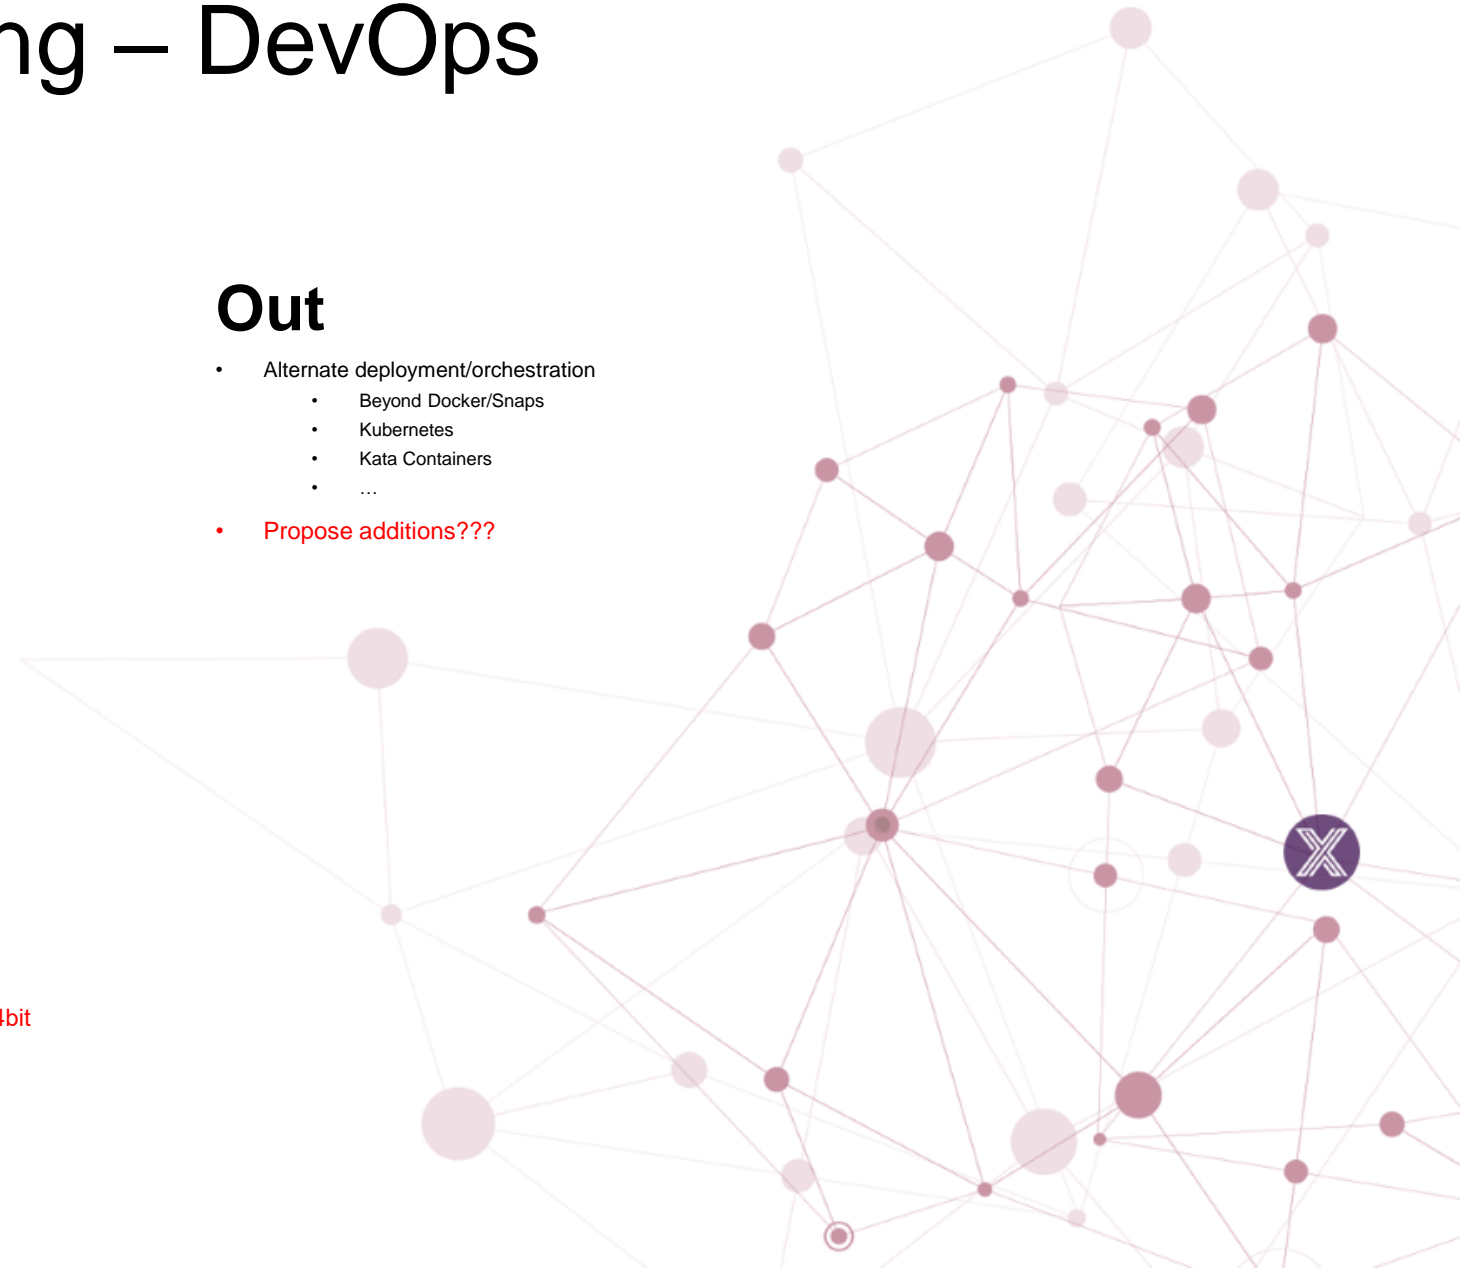 ng – DevOps
Out
• Alternate deployment/orchestration
• Beyond Docker/Snaps
• Kubernetes
• Kata Containers
• …
• Propose additions???
4bit